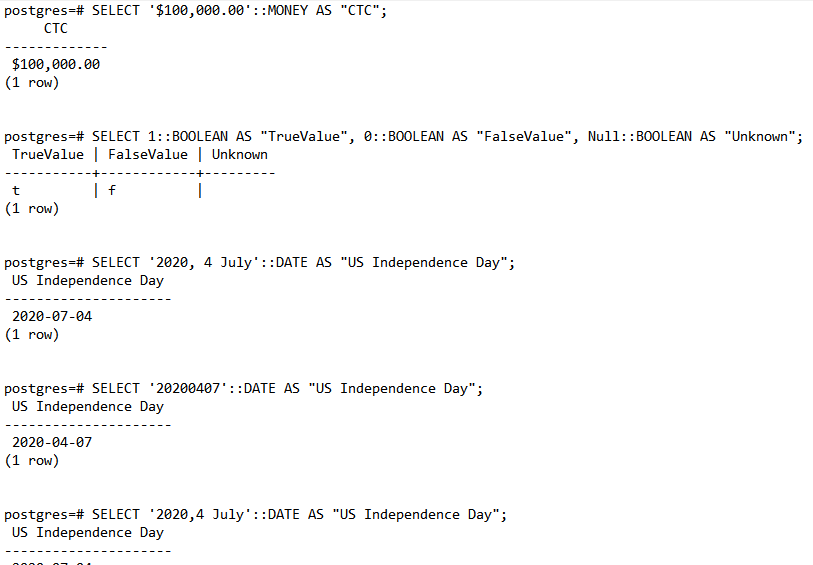 postgres=# SELECT '$100,000.00'::MONEY AS "CTC";
     CTC
-------------
 $100,000.00
(1 row)
postgres=# SELECT 1::BOOLEAN AS "TrueValue", 0::BOOLEAN AS "FalseValue", Null::BOOLEAN AS "Unknown";
 TrueValue | FalseValue | Unknown
-----------+------------+---------
 t         | f          |
(1 row)
postgres=# SELECT '2020, 4 July'::DATE AS "US Independence Day";
 US Independence Day
---------------------
 2020-07-04
(1 row)
postgres=# SELECT '20200407'::DATE AS "US Independence Day";
 US Independence Day
---------------------
 2020-04-07
(1 row)
postgres=# SELECT '2020,4 July'::DATE AS "US Independence Day";
 US Independence Day
---------------------